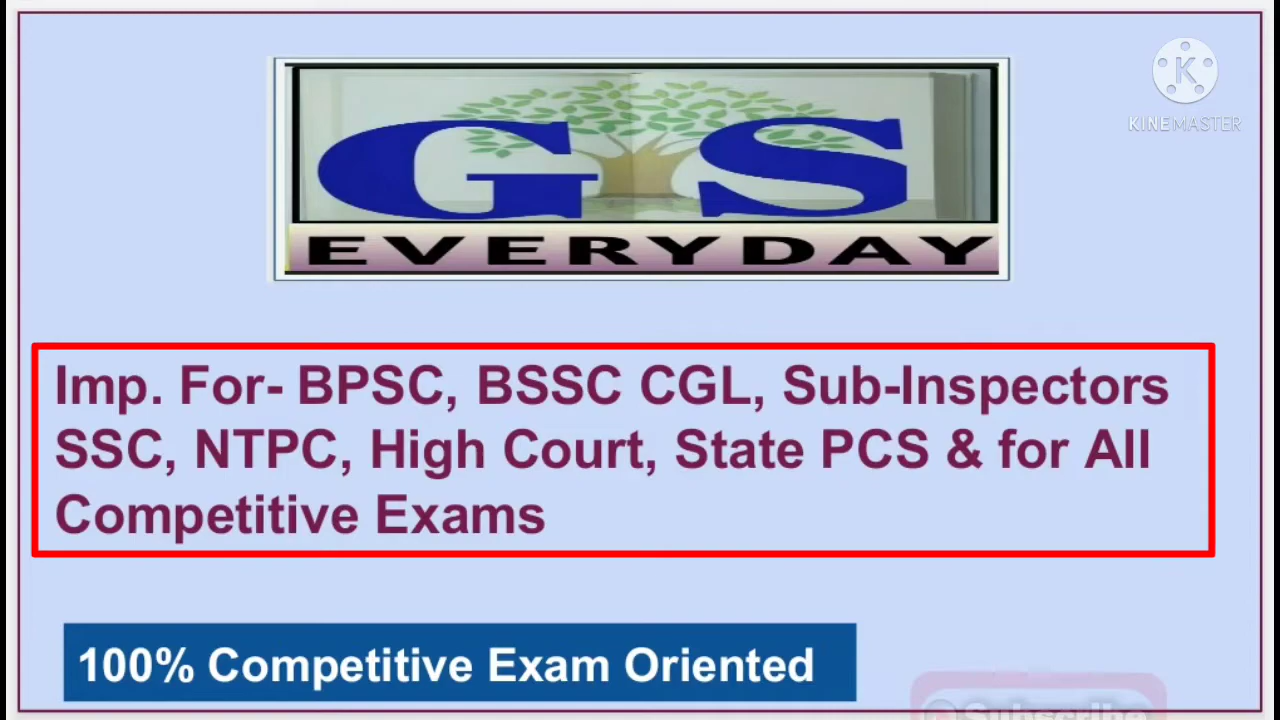 KINEMASTER
GS
EVERYDAY
Imp. For- BPSC, BSSC CGL, Sub-Inspectors
SSC, NTPC, High Court, State PCS & for All
Competitive Exams
100% Competitive Exam Oriented
Subscribe